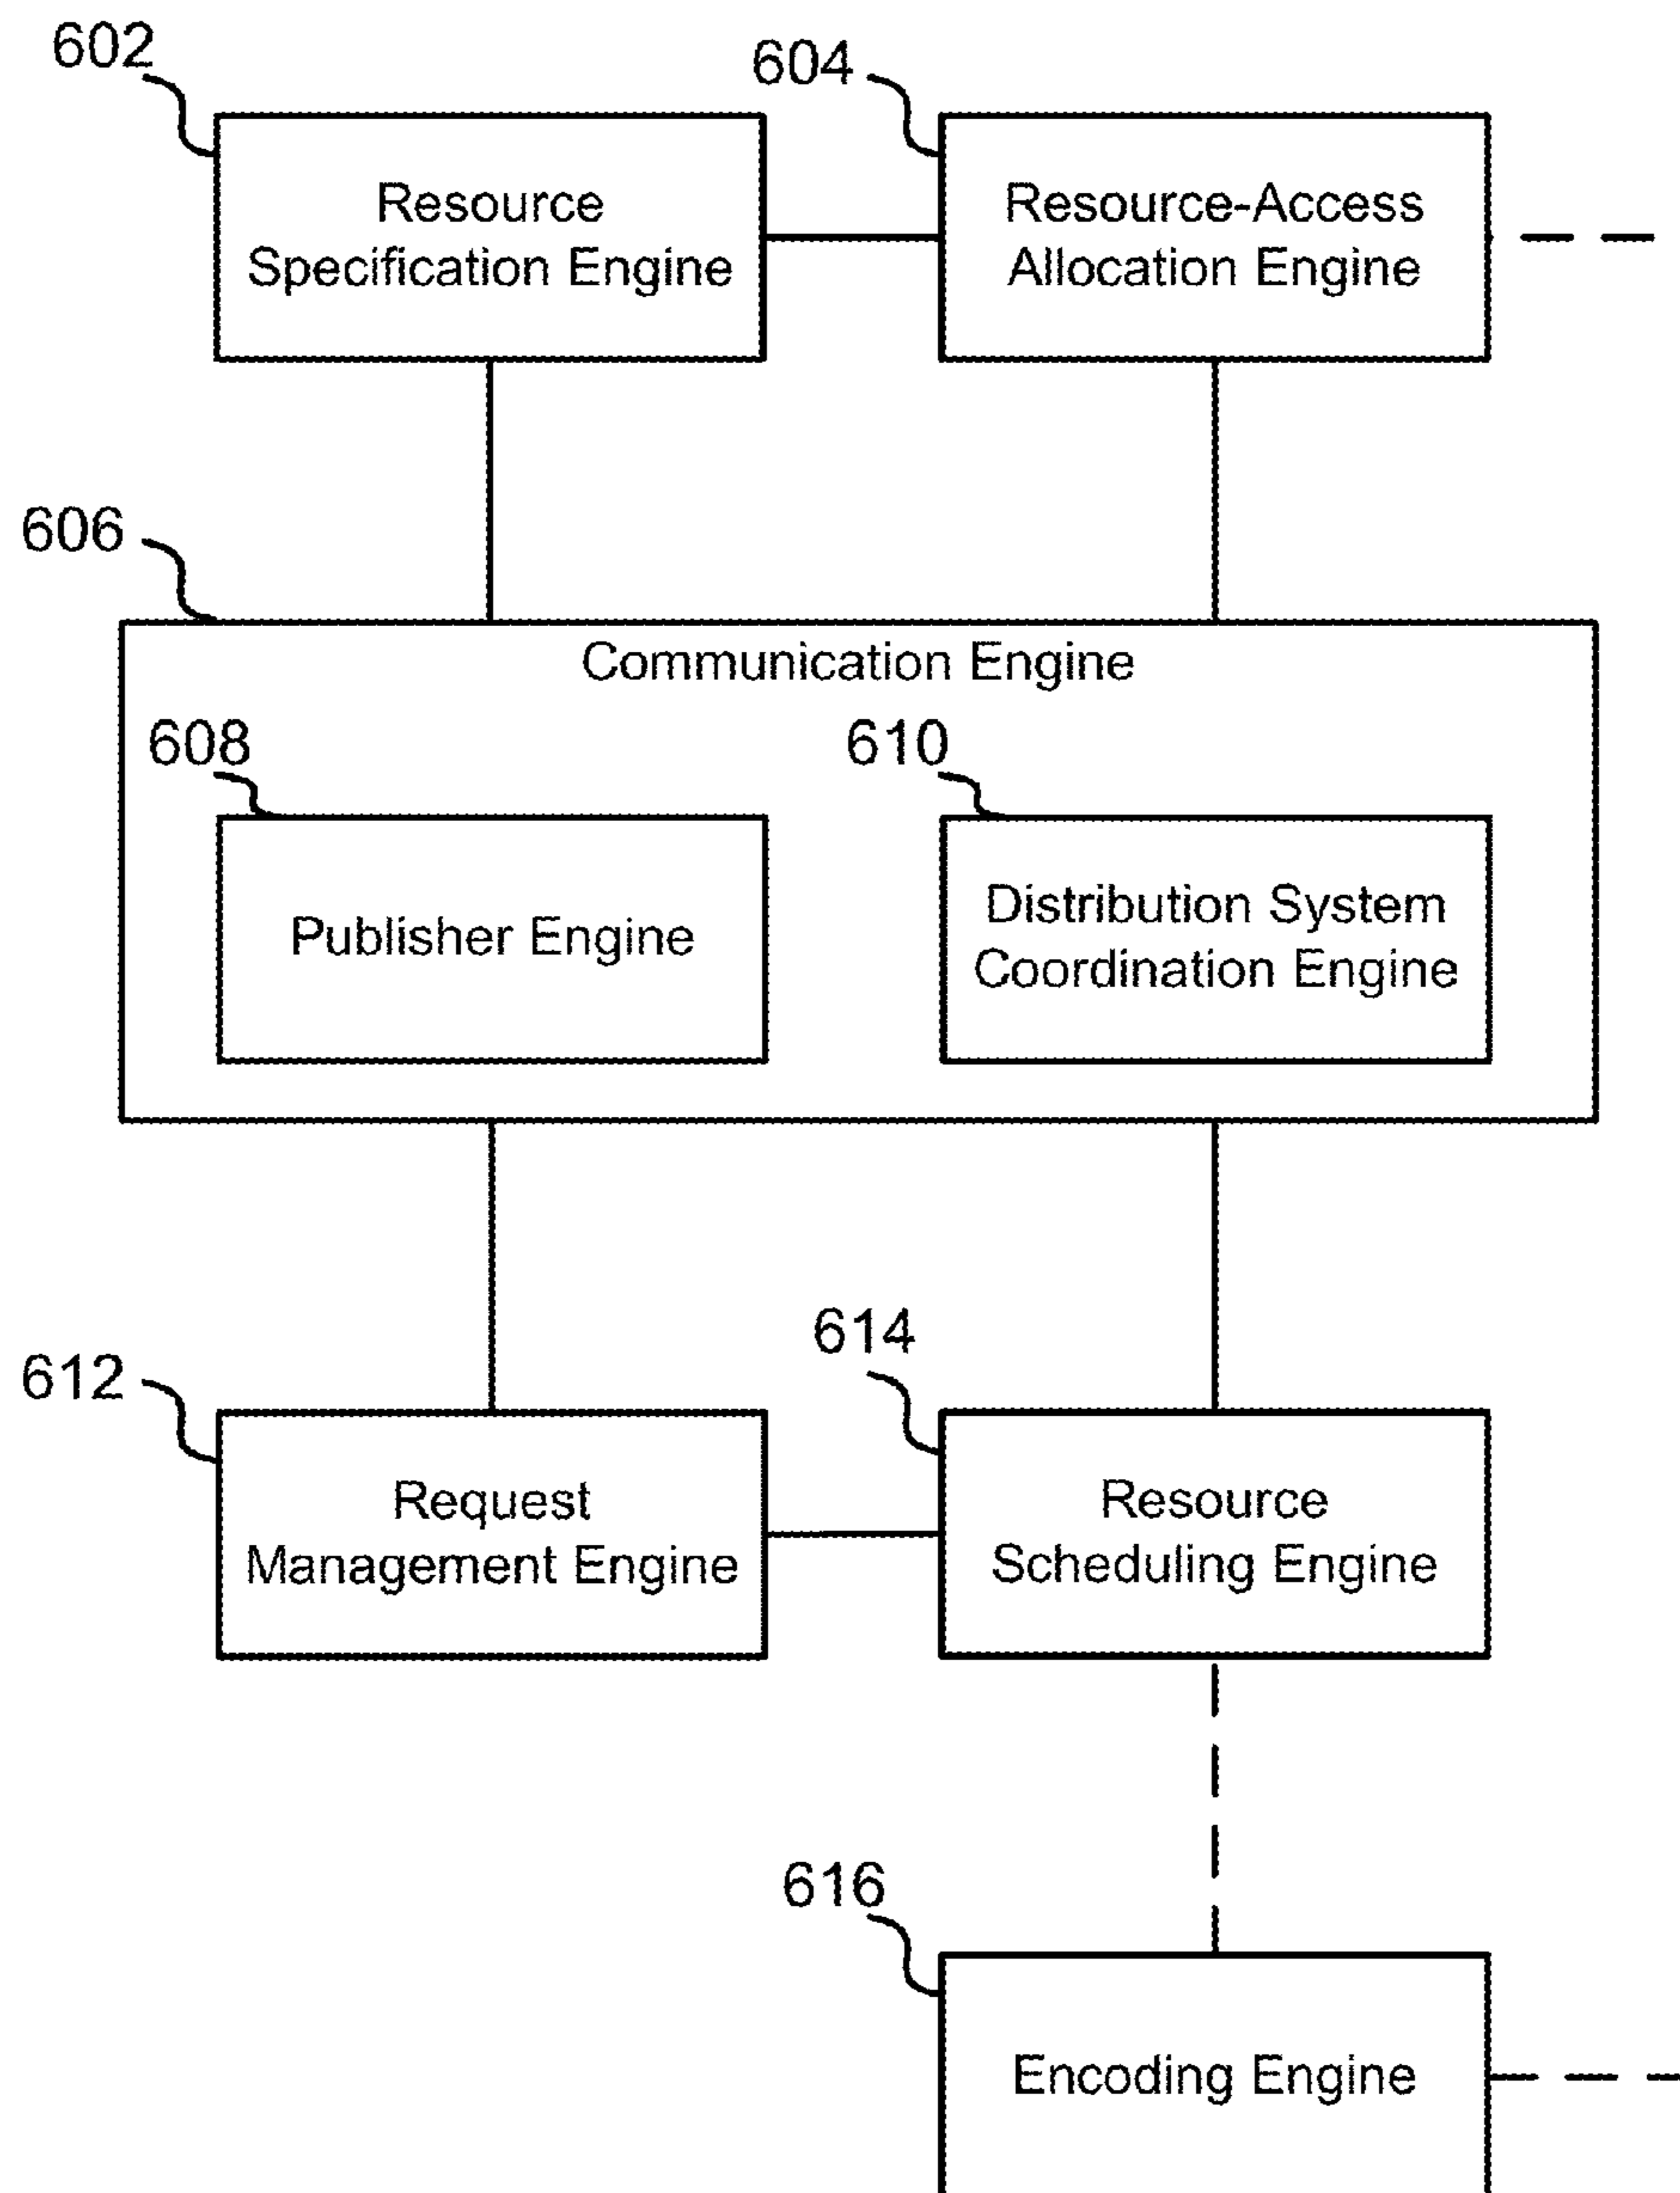 602
604
Resource
Specification Engine
Resource-Access
Allocation Engine
606
Communication Engine
608
610
Publisher Engine
Distribution System
Coordination Engine
612
614
Request
Management Engine
Resource
Scheduling Engine
616
Encoding Engine